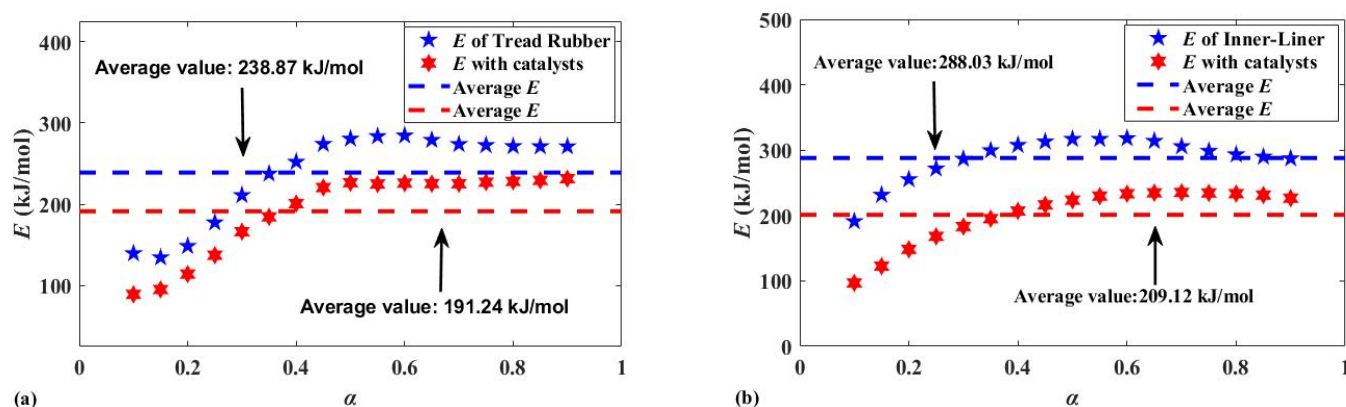 400
300
200
100
E (kJ/mol)
Average value: 238.87 kJ/mol
E of Tread Rubber
E with catalysts
Average E
Average E
Average value: 191.24 kJ/mol
0 0.2 0.4 0.6 0.8 1
(a) α
500
400
300
200
100
0
E (kJ/mol)
Average value:288.03 kJ/mol
E of Inner-Liner
E with catalysts
Average E
Average E
Average value:209.12 kJ/mol
0 0.2 0.4 0.6 0.8 1
(b) α